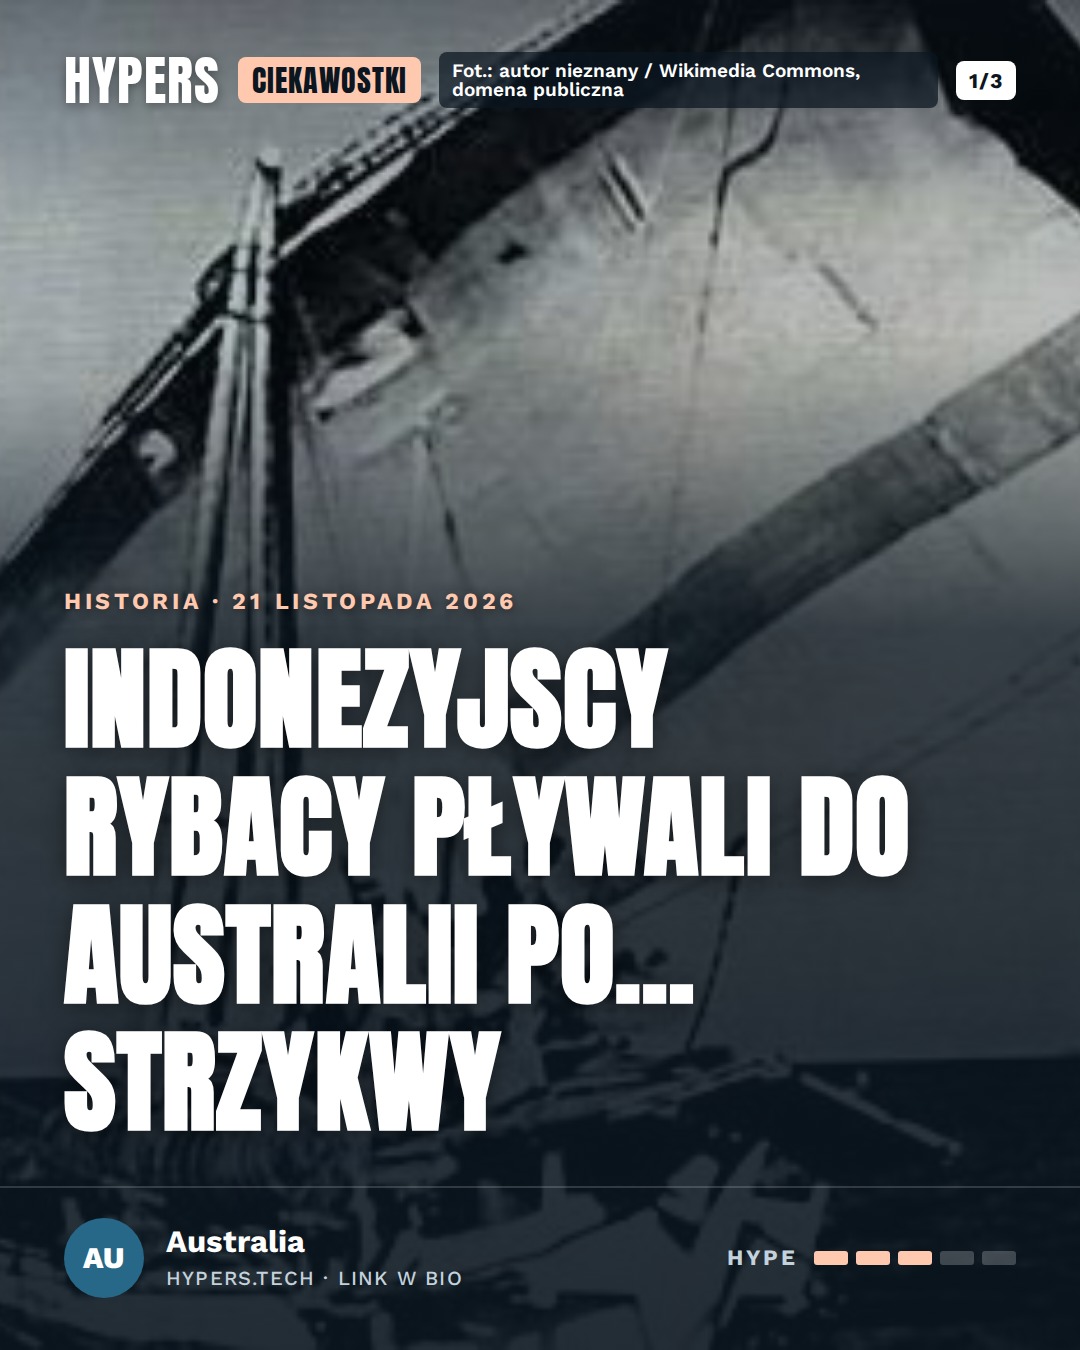 HYPERS
CIEKAWOSTKI
Fot.: autor nieznany / Wikimedia Commons,
domena publiczna
1/3
HISTORIA · 21 LISTOPADA 2026
INDONEZYJSCY
RYBACY PŁYWALI DO
AUSTRALII PO...
STRZYKWY
AU
Australia
HYPERS.TECH · LINK W BIO
HYPE